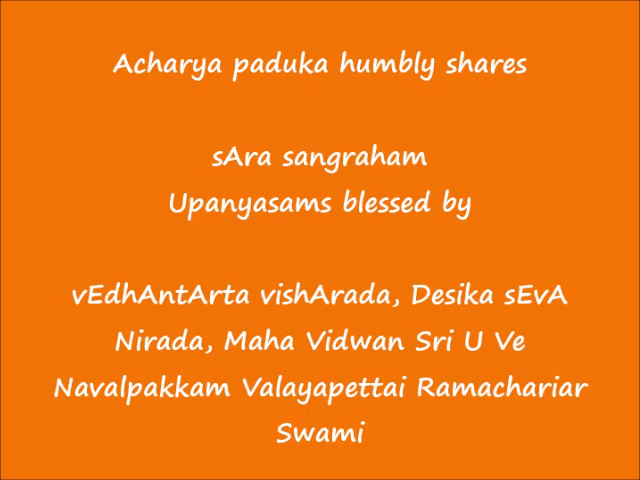 Acharya paduka humbly shares
sAra sangraham
Upanyasams blessed by
vEdhAntArta vishArada, Desika sEvA
Nirada, Maha Vidwan Sri U Ve
Navalpakkam Valayapettai Ramachariar
Swami